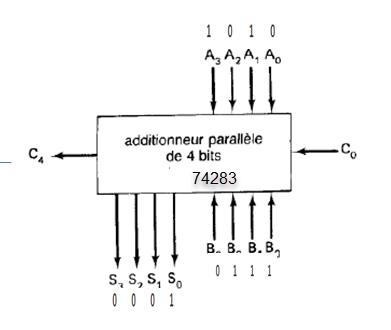 1 0 1 0
A₃ A₂ A₁ A₀
additionneur parallèle
C₄ de 4 bits C₀
74283
B B B B
S₃ S₂ S₁ S₀
0 1 1 1
0 0 0 1